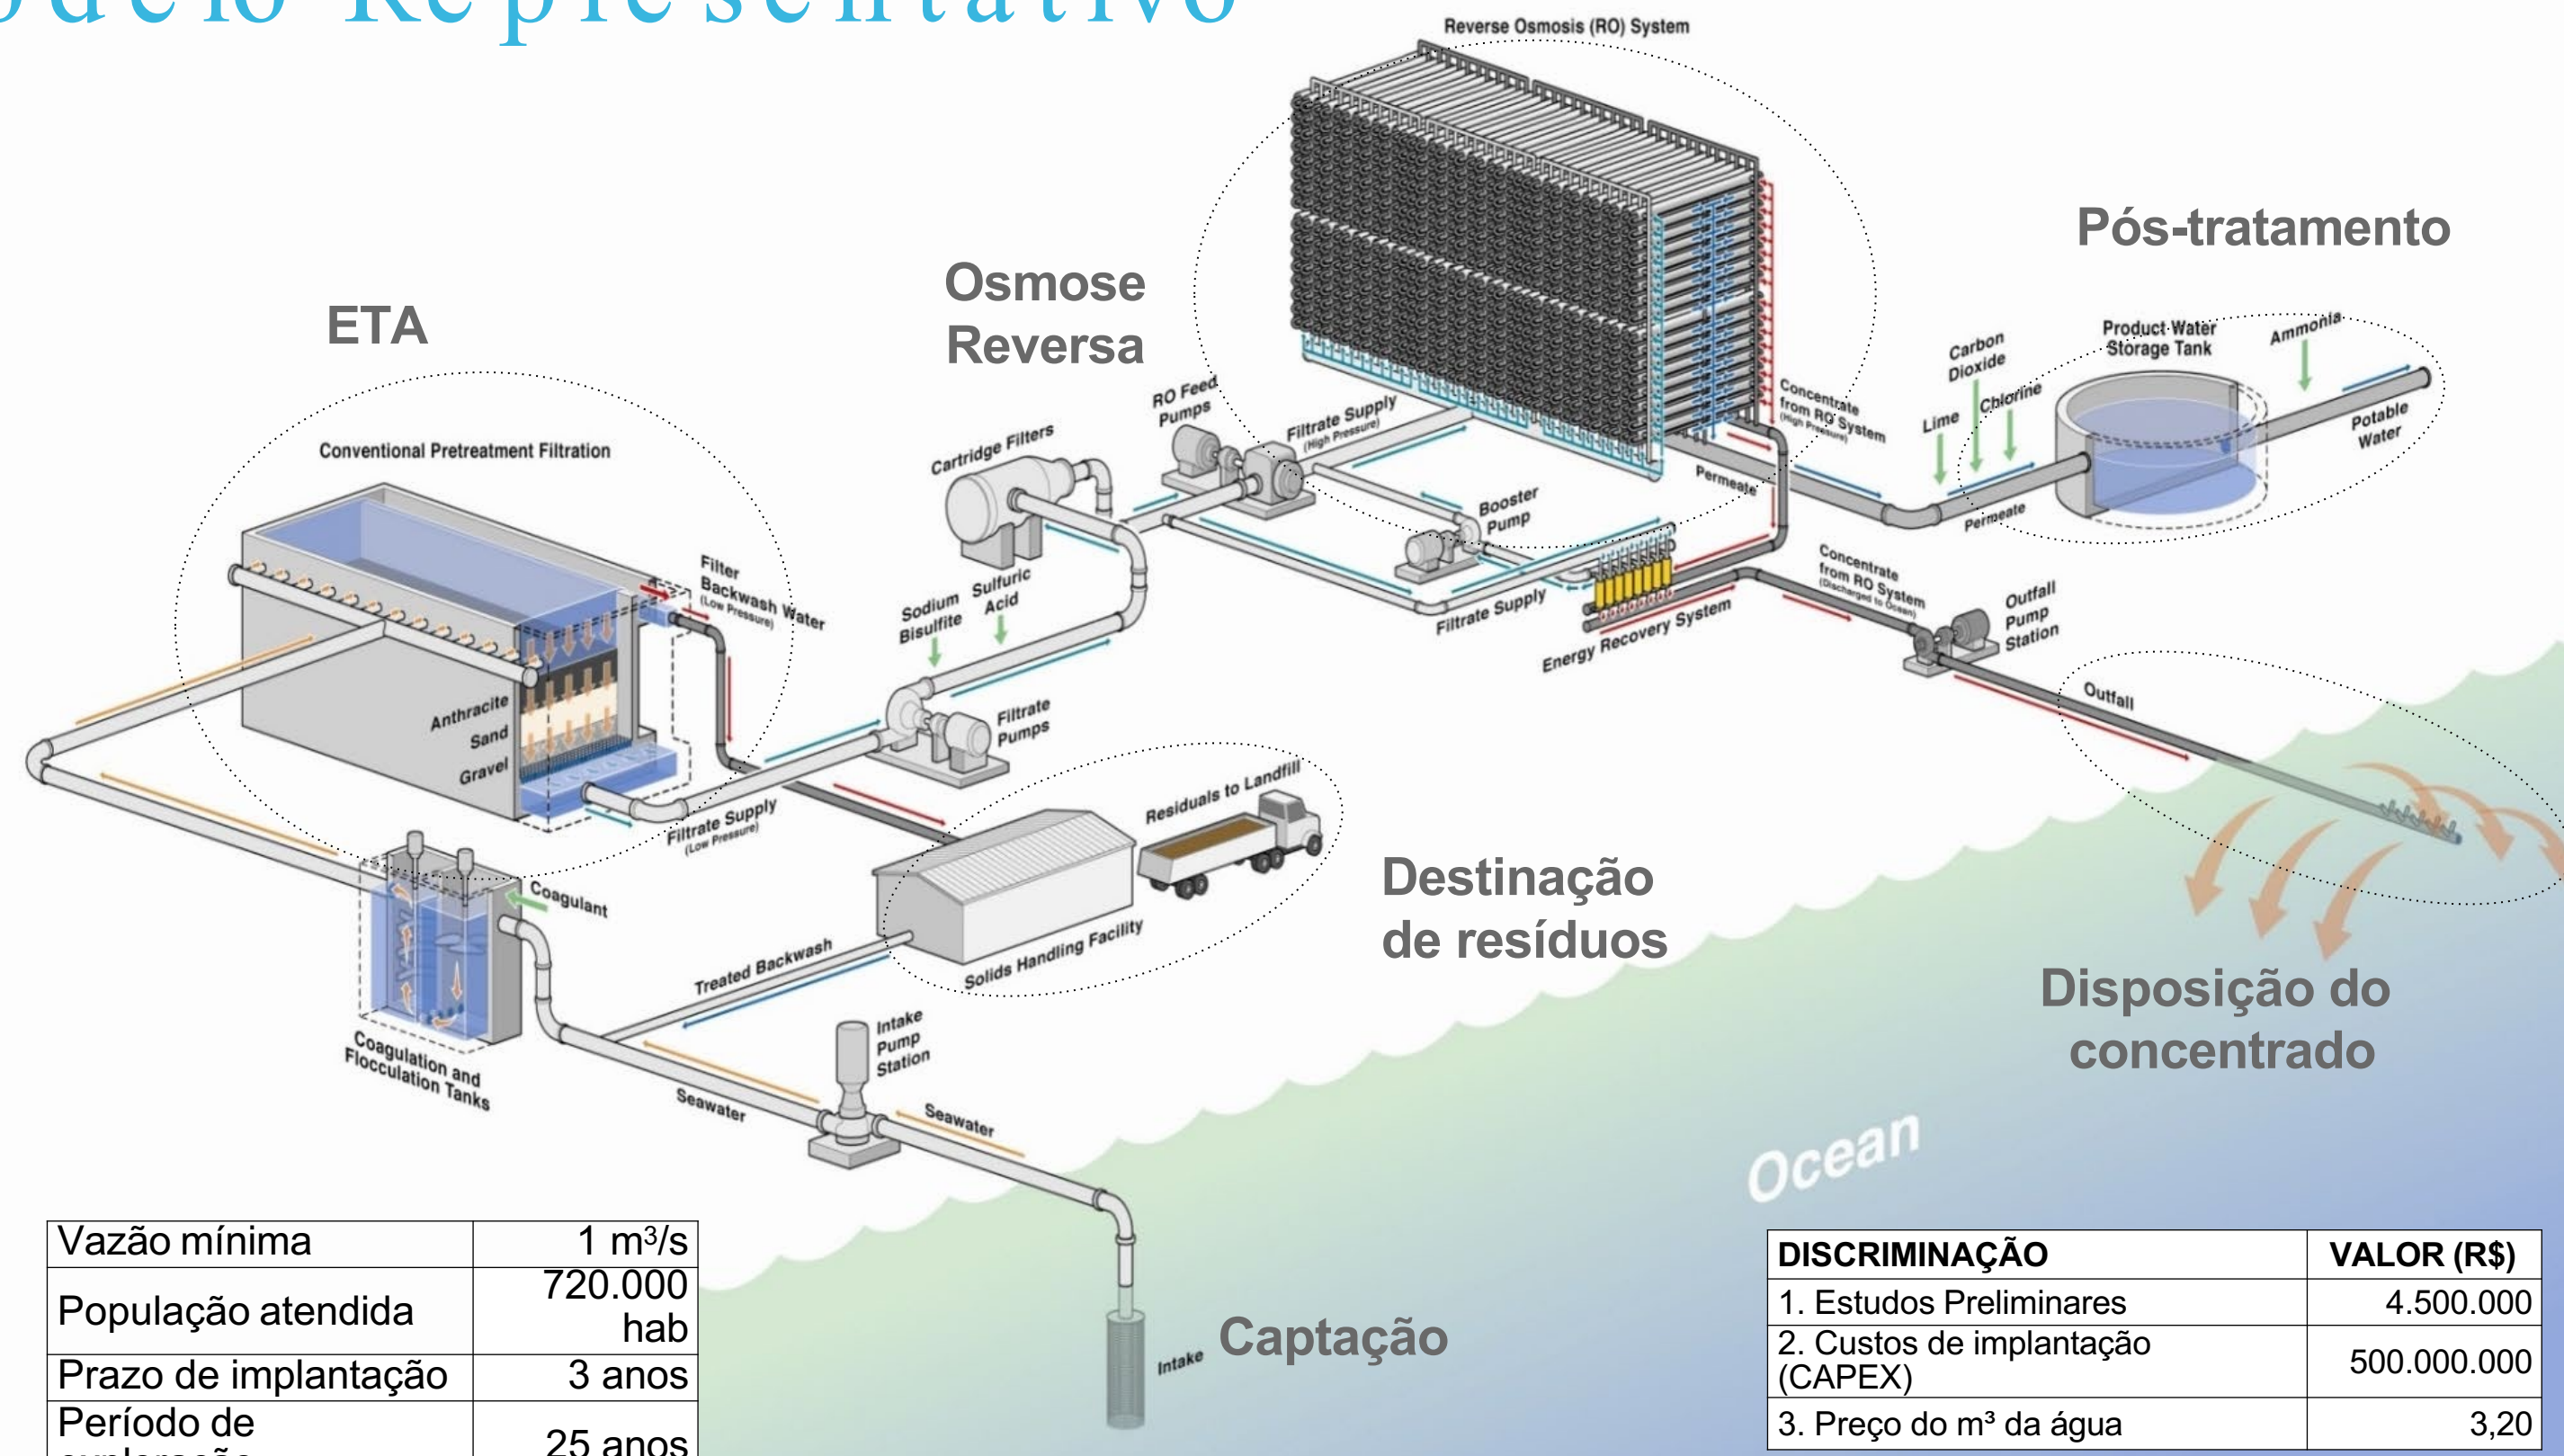 Representativo
Reverse Osmosis (RO) System
Pós-tratamento
Osmose
Reversa
ETA
Conventional Pretreatment Filtration
Cartridge Filters
RO Feed
Pumps
Filtrate Supply
(High Pressure)
Concentrate
from RO System
(High Pressure)
Permeate
Booster
Pump
Lime
Carbon
Dioxide
Chlorine
Product Water
Storage Tank
Ammonia
Potable
Water
Permeate
Filter
Backwash Water
(Low Pressure)
Sodium
Bisulfite
Sulfuric
Acid
Filtrate Supply
Energy Recovery System
Concentrate
from RO System
(Discharged to Ocean)
Outfall
Pump
Station
Outfall
Anthracite
Sand
Gravel
Filtrate
Pumps
Filtrate Supply
(Low Pressure)
Residuals to Landfill
Solids Handling Facility
Destinação
de resíduos
Coagulant
Treated Backwash
Coagulation and
Flocculation Tanks
Intake
Pump
Station
Seawater
Seawater
Disposição do
concentrado
Ocean
Intake
Captação
Vazão mínima 1 m³/s
População atendida 720.000
hab
Prazo de implantação 3 anos
Período de
25 anos
DISCRIMINAÇÃO VALOR (R$)
1. Estudos Preliminares 4.500.000
2. Custos de implantação
(CAPEX) 500.000.000
3. Preço do m³ da água 3,20